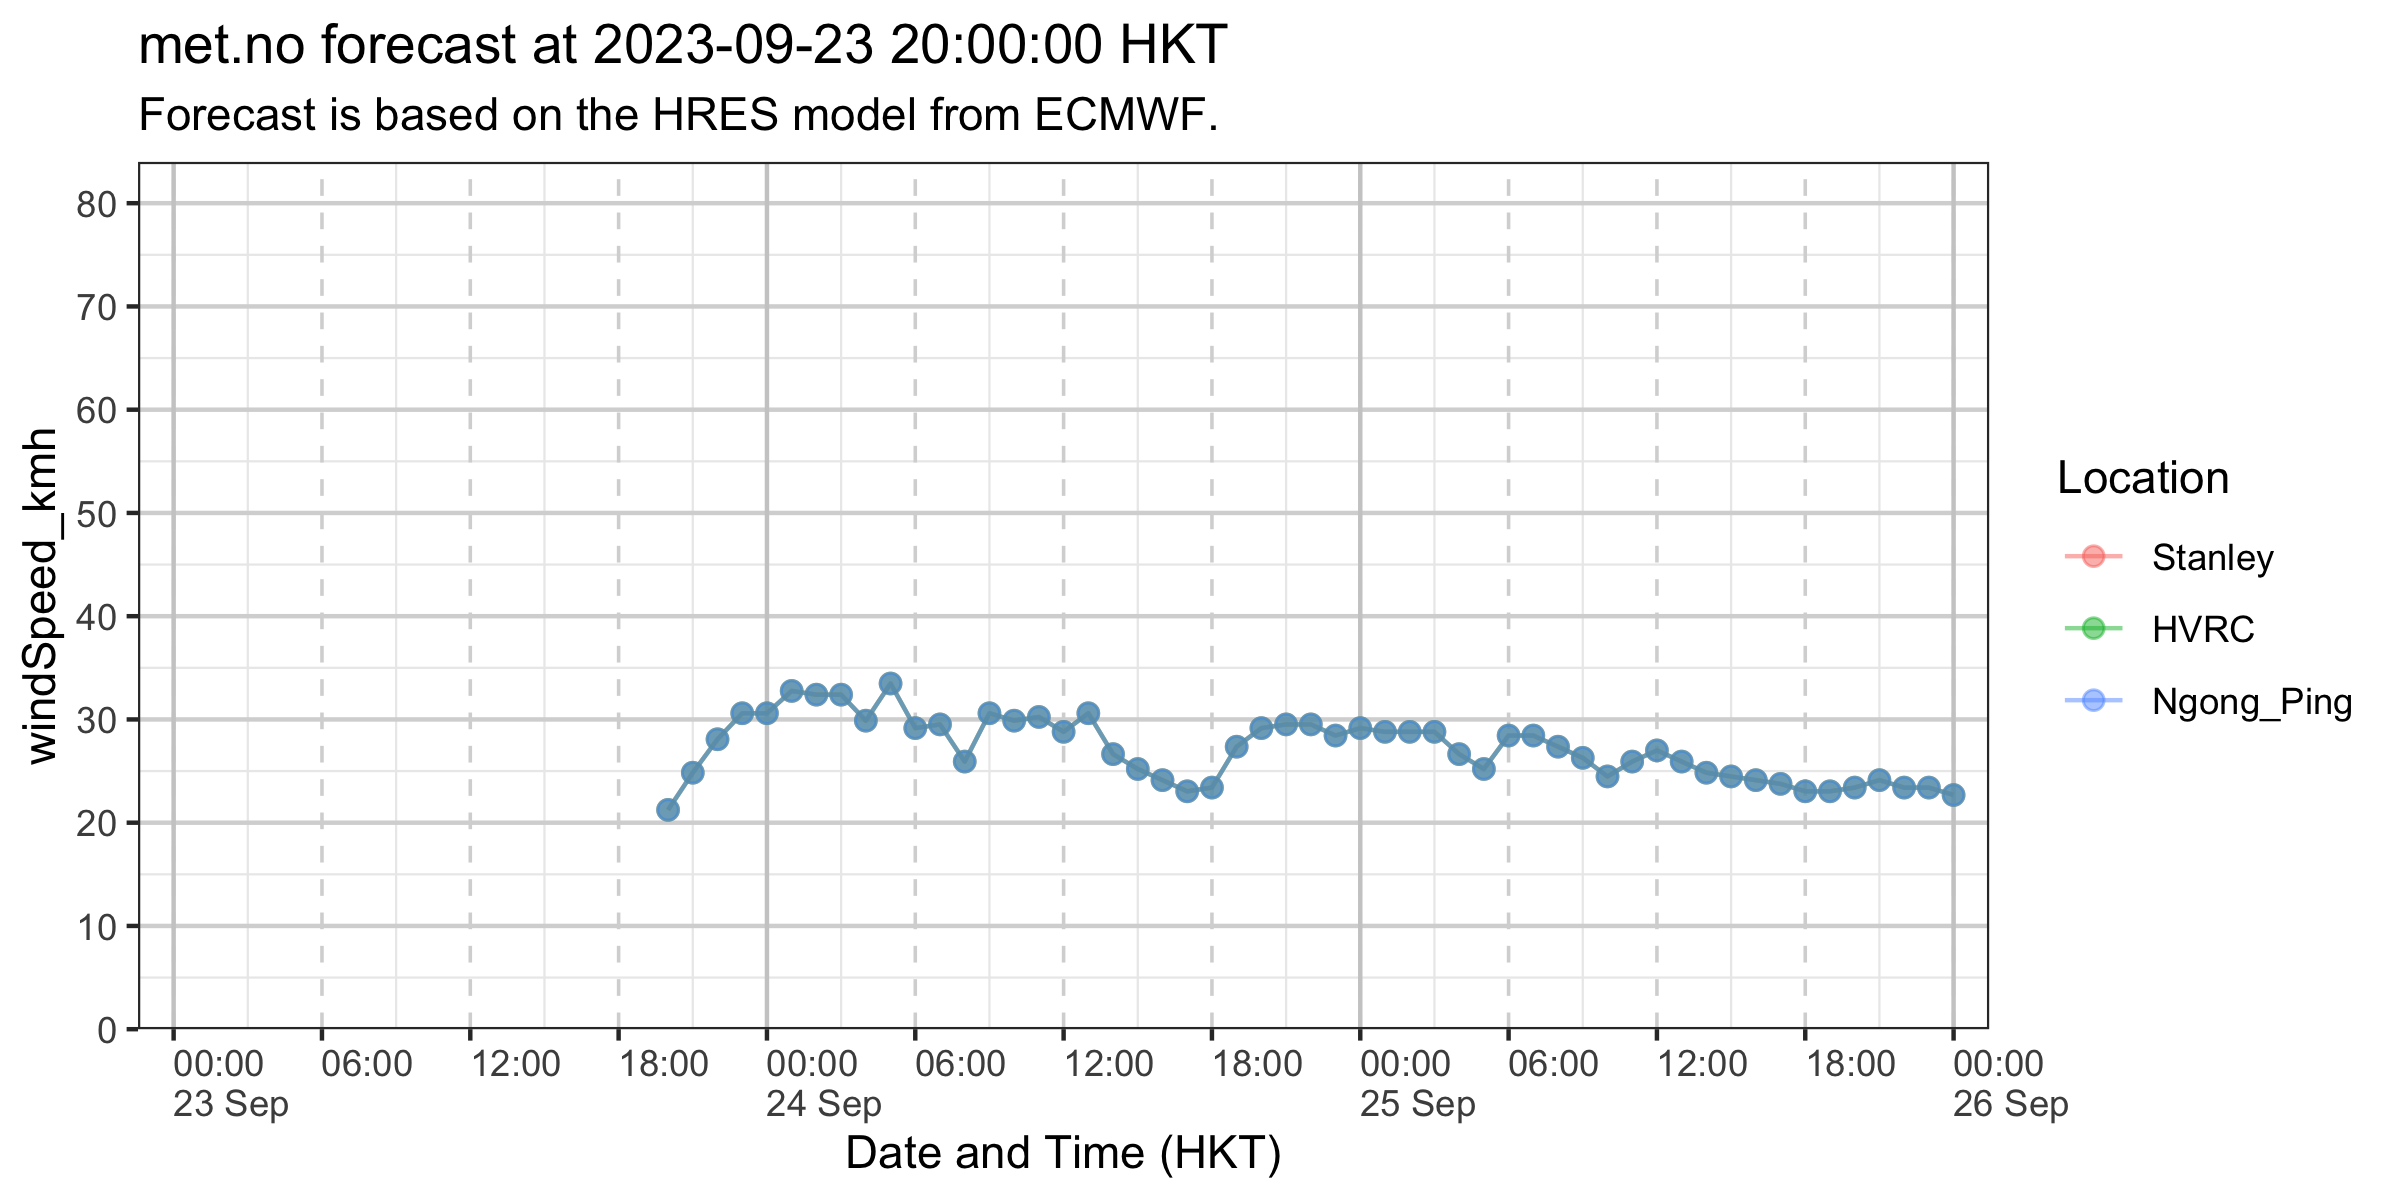 met.no forecast at 2023-09-23 20:00:00 HKT
Forecast is based on the HRES model from ECMWF.
windSpeed_kmh
80
70
60
50
40
30
20
10
0
00:00 06:00 12:00 18:00 00:00 06:00 12:00 18:00 00:00 06:00 12:00 18:00 00:00
23 Sep 24 Sep 25 Sep 26 Sep
Date and Time (HKT)
Location
Stanley
HVRC
Ngong_Ping